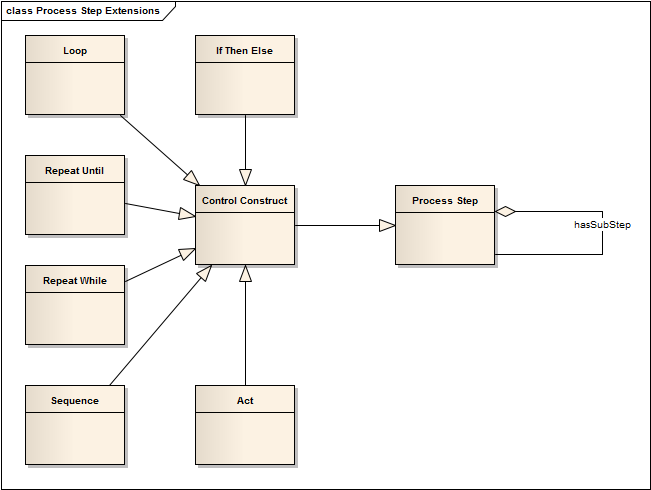 class Process Step Extensions
Loop
If Then Else
Repeat Until
Control Construct
Process Step
hasSubStep
Repeat While
Sequence
Act